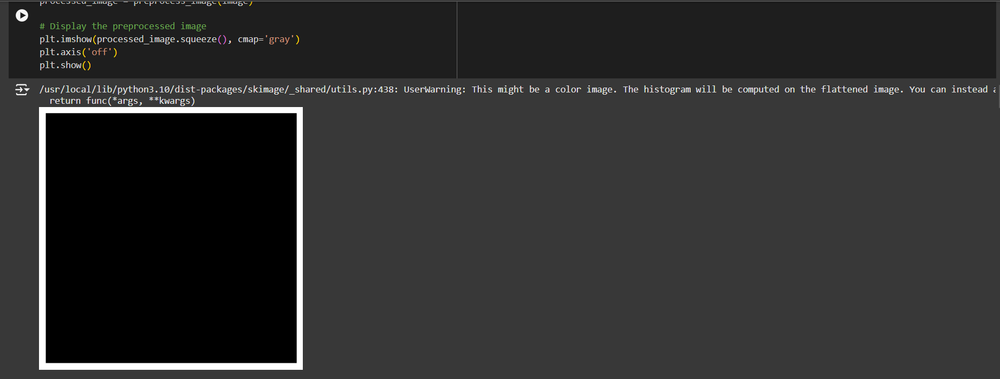 processed_image = preprocess_image(image)
# Display the preprocessed image
plt.imshow(processed_image.squeeze(), cmap='gray')
plt.axis('off')
plt.show()
/usr/local/lib/python3.10/dist-packages/skimage/_shared/utils.py:438: UserWarning: This might be a color image. The histogram will be computed on the flattened image. You can instead
return func(*args, **kwargs)